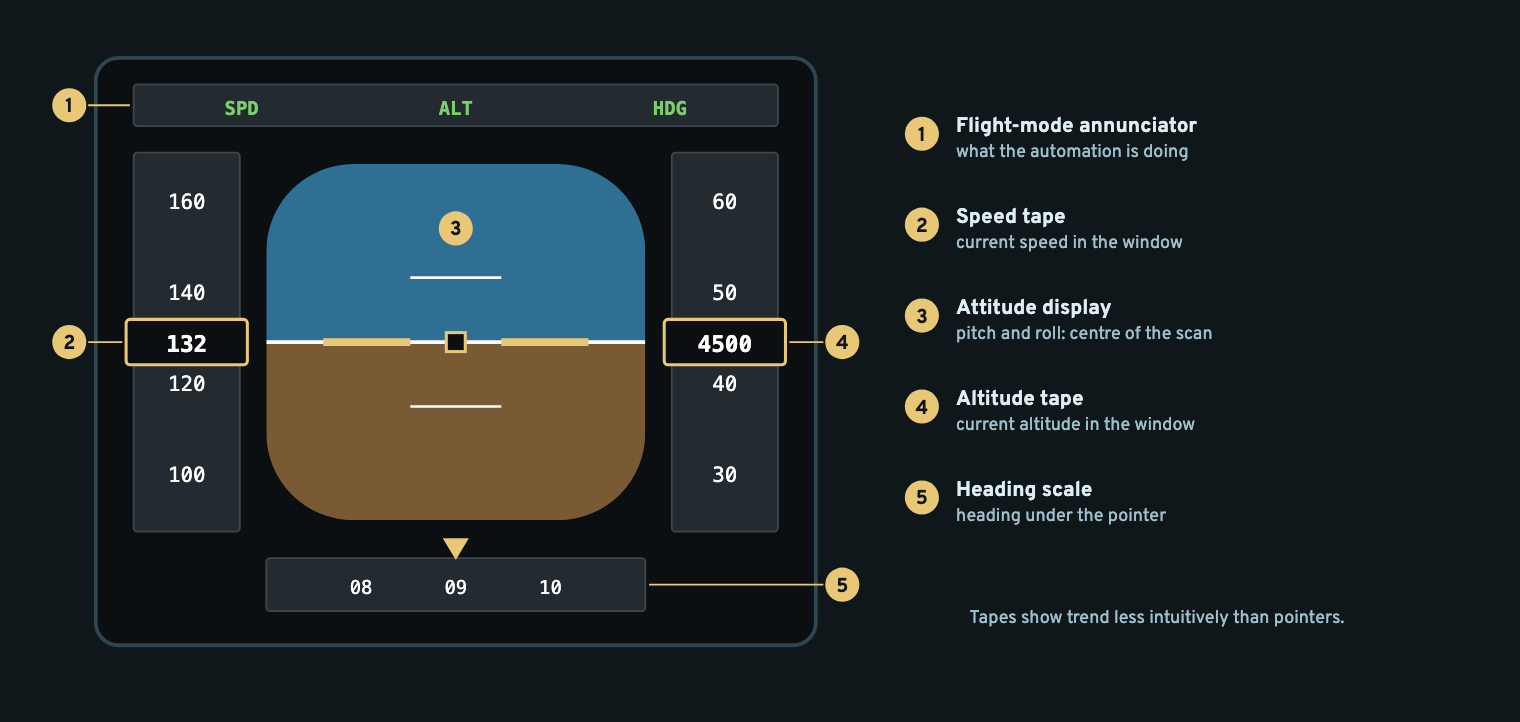 1
SPD ALT HDG
160
140
132
120
100
2
3
60
50
4500
40
30
4
08 09 10
5
1
Flight-mode annunciator
what the automation is doing
2
Speed tape
current speed in the window
3
Attitude display
pitch and roll: centre of the scan
4
Altitude tape
current altitude in the window
5
Heading scale
heading under the pointer
Tapes show trend less intuitively than pointers.